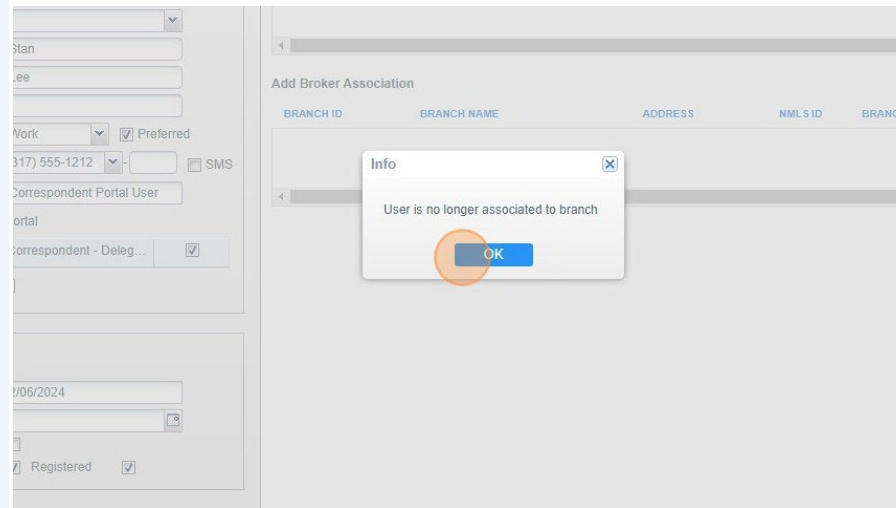 Stan
Lee
Add Broker Association
BRANCH ID BRANCH NAME ADDRESS NMLS ID
Work Preferred
317) 555-1212 - SMS
Info
Correspondent Portal User
User is no longer associated to branch
ortal
Correspondent - Deleg...
OK
2/06/2024
Registered